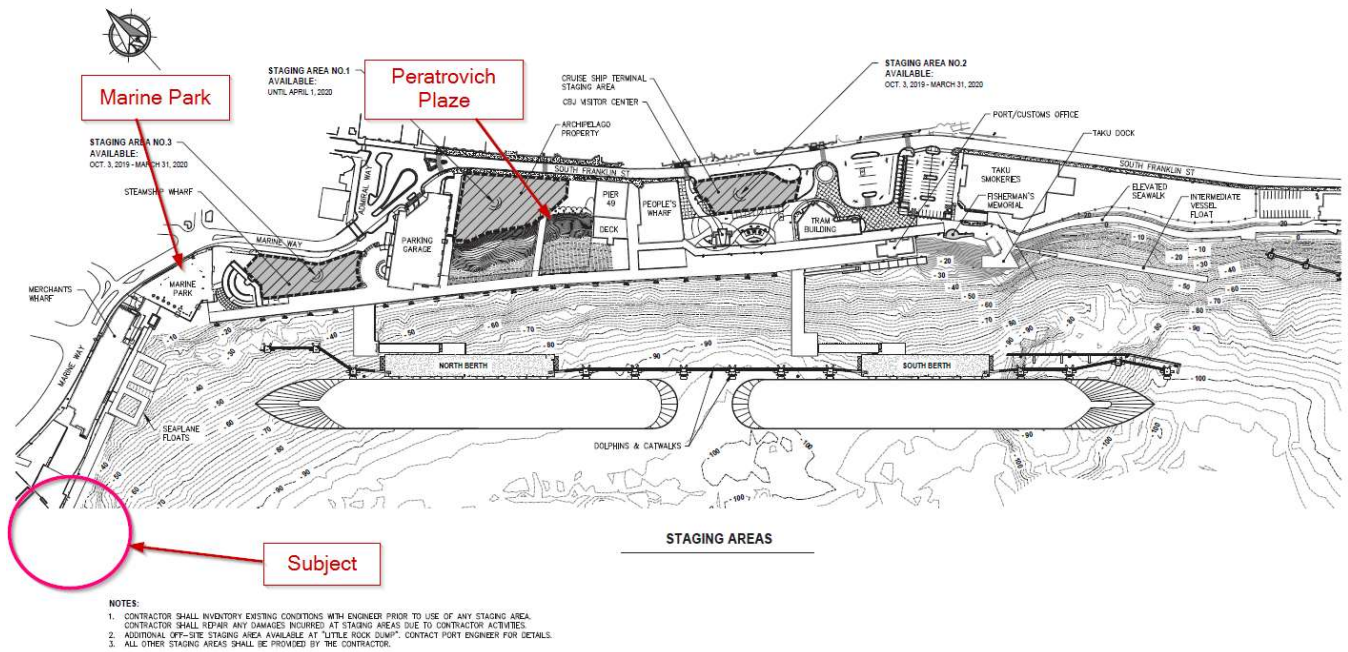 Marine Park
Peratrovich
Plaze
Subject
STAGING AREA NO.1
AVAILABLE:
UNTIL APRIL 1, 2020
CRUISE SHIP TERMINAL
STAGING AREA
CBJ VISITOR CENTER
STAGING AREA NO.2
AVAILABLE:
OCT. 3, 2019 - MARCH 31, 2020
STAGING AREA NO.3
AVAILABLE:
OCT. 3, 2019 - MARCH 31, 2020
STEAMSHIP WHARF
ARCHIPELAGO
PROPERTY
PORT/CUSTOMS OFFICE
TAKU DOCK
SOUTH FRANKLIN ST
SOUTH FRANKLIN ST
ADMIRAL WAY
MARINE WAY
PARKING
GARAGE
PIER
49
DECK
PEOPLE'S
WHARF
TRAM
BUILDING
TAKU
SMOKERIES
FISHERMAN'S
MEMORIAL
ELEVATED
SEAWALK
INTERMEDIATE
VESSEL
FLOAT
MERCHANTS
WHARF
MARINE
PARK
MARINE WAY
SEAPLANE
FLOATS
NORTH BERTH
SOUTH BERTH
DOLPHINS & CATWALKS
STAGING AREAS
NOTES:
1. CONTRACTOR SHALL INVENTORY EXISTING CONDITIONS WITH ENGINEER PRIOR TO USE OF ANY STAGING AREA.
CONTRACTOR SHALL REPAIR ANY DAMAGES INCURRED AT STAGING AREAS DUE TO CONTRACTOR ACTIVITIES.
2. ADDITIONAL OFF-SITE STAGING AREA AVAILABLE AT "LITTLE ROCK DUMP". CONTACT PORT ENGINEER FOR DETAILS.
3. ALL OTHER STAGING AREAS SHALL BE PROVIDED BY THE CONTRACTOR.